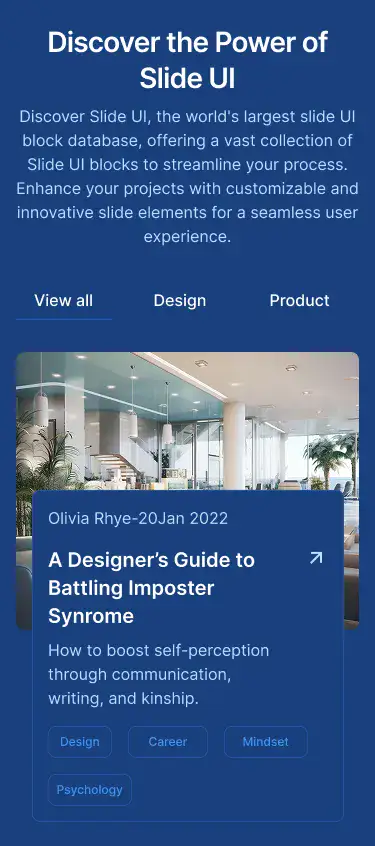 Discover the Power of
Slide UI
Discover Slide UI, the world's largest slide UI
block database, offering a vast collection of
Slide UI blocks to streamline your process.
Enhance your projects with customizable and
innovative slide elements for a seamless user
experience.
View all
Design
Product
Olivia Rhye-20Jan 2022
A Designer’s Guide to
Battling Imposter
Synrome
How to boost self-perception
through communication,
writing, and kinship.
Design
Career
Mindset
Psychology